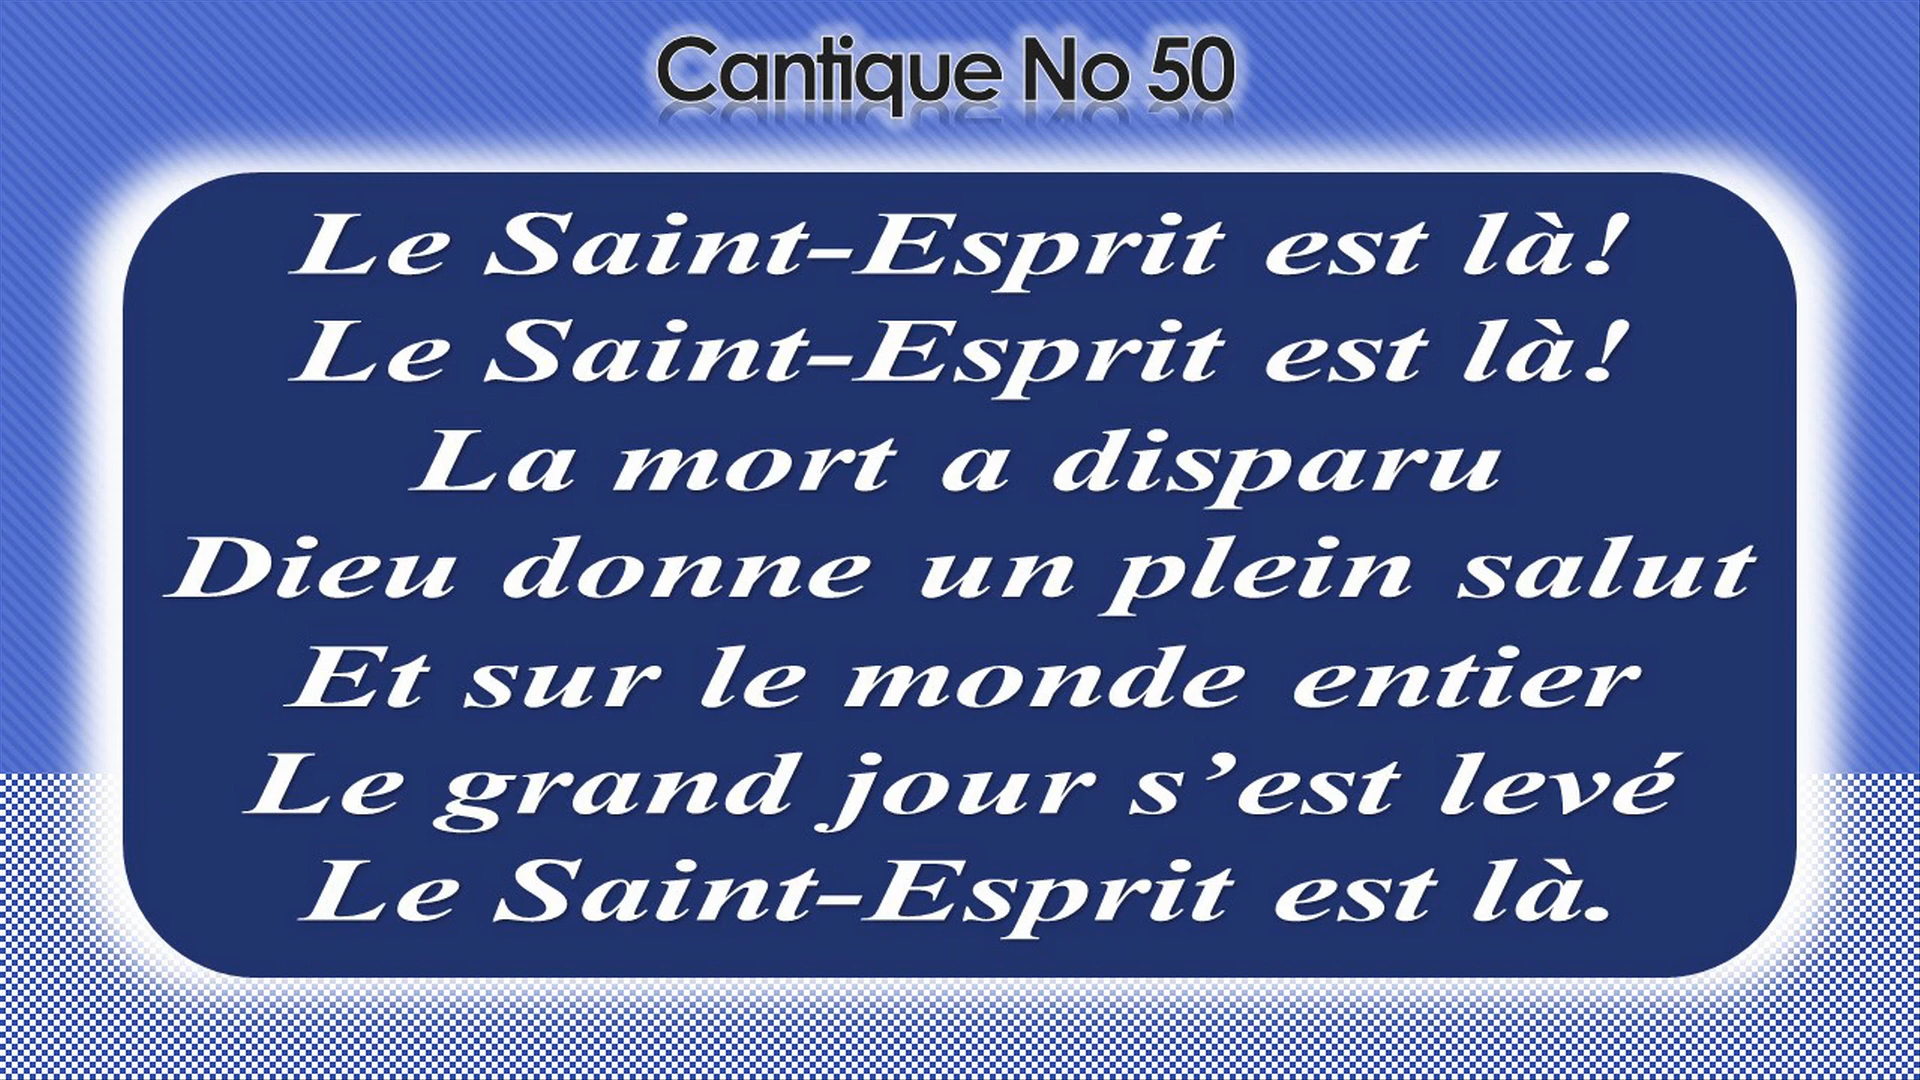 Cantique No 50
Le Saint-Esprit est là!
Le Saint-Esprit est là!
La mort a disparu
Dieu donne un plein salut
Et sur le monde entier
Le grand jour s’est levé
Le Saint-Esprit est là.